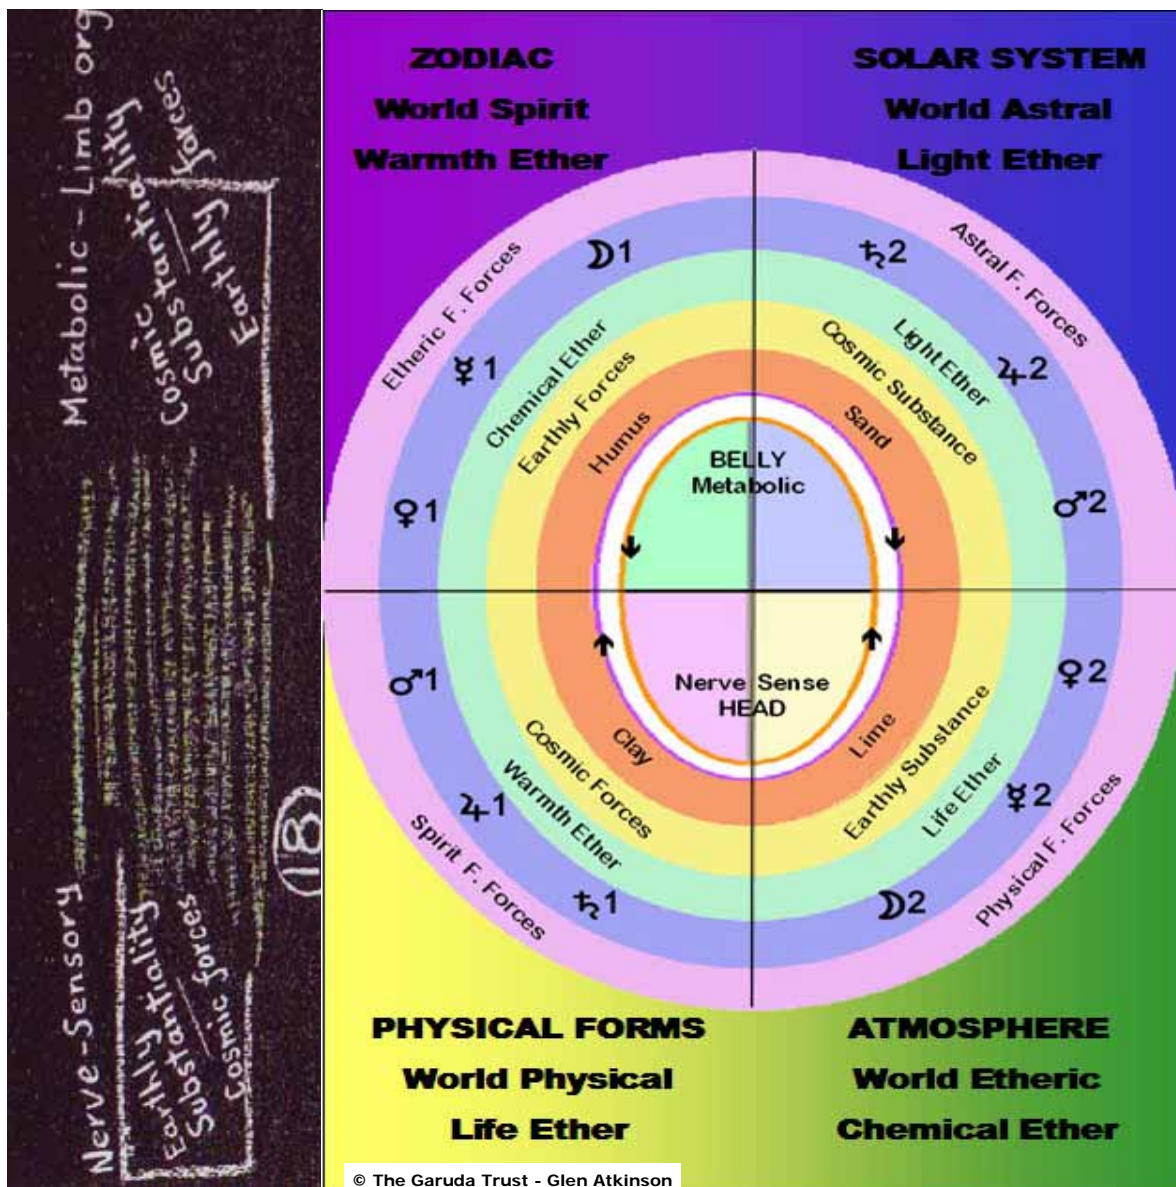 Metabolic-Limb org
Cosmic
Substantiality
Earthly forces
Nerve-Sensory
Earthly
Substantiality
Cosmic forces
18
ZODIAC
World Spirit
Warmth Ether
SOLAR SYSTEM
World Astral
Light Ether
Etheric F. Forces
Astral F. Forces
☽1
♄2
☿1
♃2
♀1
♂2
Chemical Ether
Light Ether
Earthly Forces
Cosmic Substance
Humus
Sand
BELLY
Metabolic
Nerve Sense
HEAD
Clay
Lime
Cosmic Forces
Earthly Substance
Warmth Ether
Life Ether
♂1
♀2
♃1
☿2
♄1
☽2
Spirit F. Forces
Physical F. Forces
PHYSICAL FORMS
World Physical
Life Ether
ATMOSPHERE
World Etheric
Chemical Ether
© The Garuda Trust - Glen Atkinson